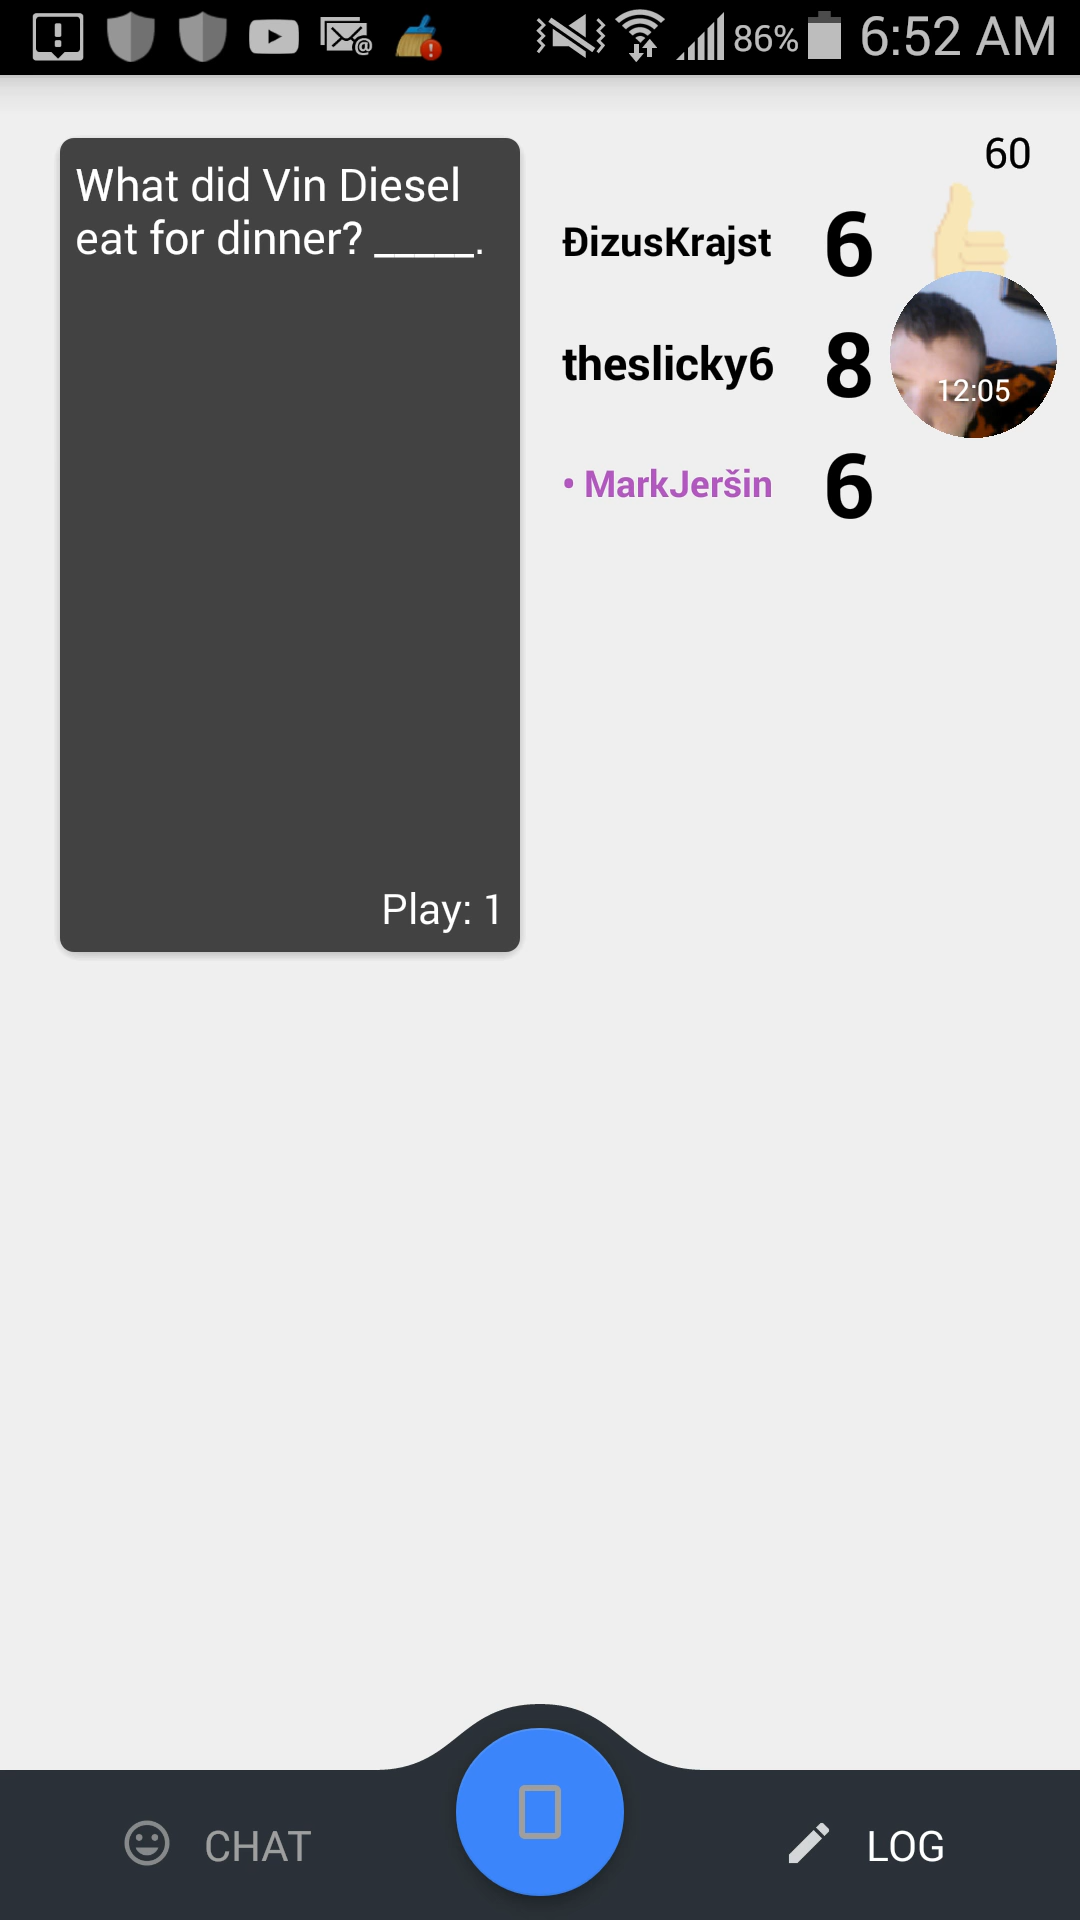 86% 6:52 AM
What did Vin Diesel
eat for dinner? _____.
Play: 1
60
ĐizusKrajst 6
theslicky6 8
12:05
• MarkJeršin 6
CHAT
LOG